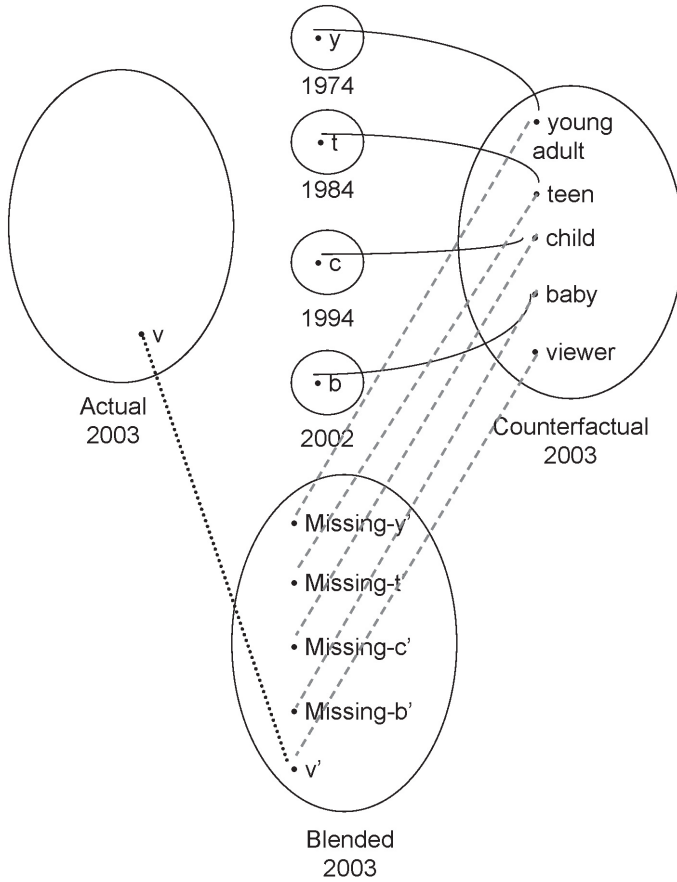 y
1974
t
1984
c
1994
b
2002
v
Actual
2003
young
adult
teen
child
baby
viewer
Counterfactual
2003
Missing-y’
Missing-t
Missing-c’
Missing-b’
v’
Blended
2003